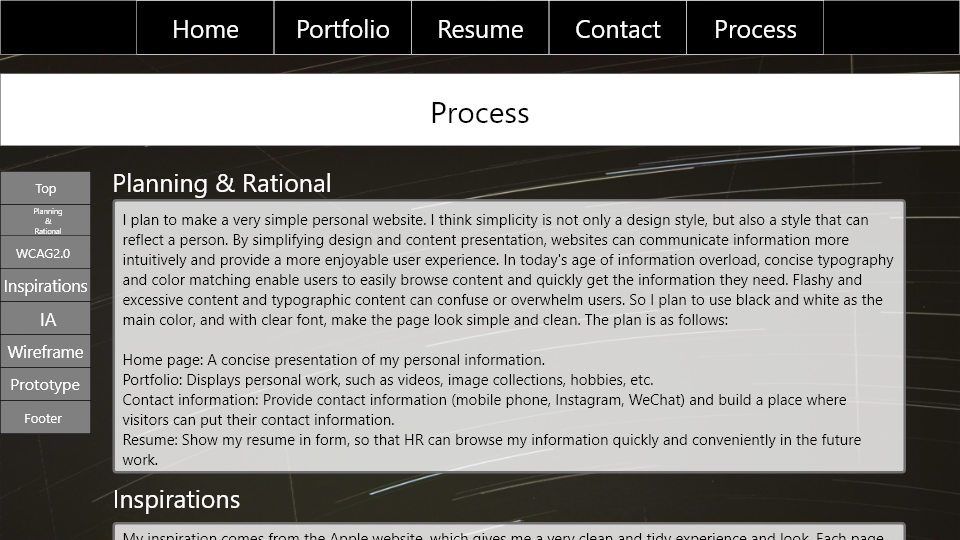 Home Portfolio Resume Contact Process
Process
Top
Planning
&
Rational
WCAG2.0
Inspirations
IA
Wireframe
Prototype
Footer
Planning & Rational
I plan to make a very simple personal website. I think simplicity is not only a design style, but also a style that can
reflect a person. By simplifying design and content presentation, websites can communicate information more
intuitively and provide a more enjoyable user experience. In today's age of information overload, concise typography
and color matching enable users to easily browse content and quickly get the information they need. Flashy and
excessive content and typographic content can confuse or overwhelm users. So I plan to use black and white as the
main color, and with clear font, make the page look simple and clean. The plan is as follows:
Home page: A concise presentation of my personal information.
Portfolio: Displays personal work, such as videos, image collections, hobbies, etc.
Contact information: Provide contact information (mobile phone, Instagram, WeChat) and build a place where
visitors can put their contact information.
Resume: Show my resume in form, so that HR can browse my information quickly and conveniently in the future
work.
Inspirations
My inspiration comes from the Apple website, which gives me a very clean and tidy experience and look. Each page